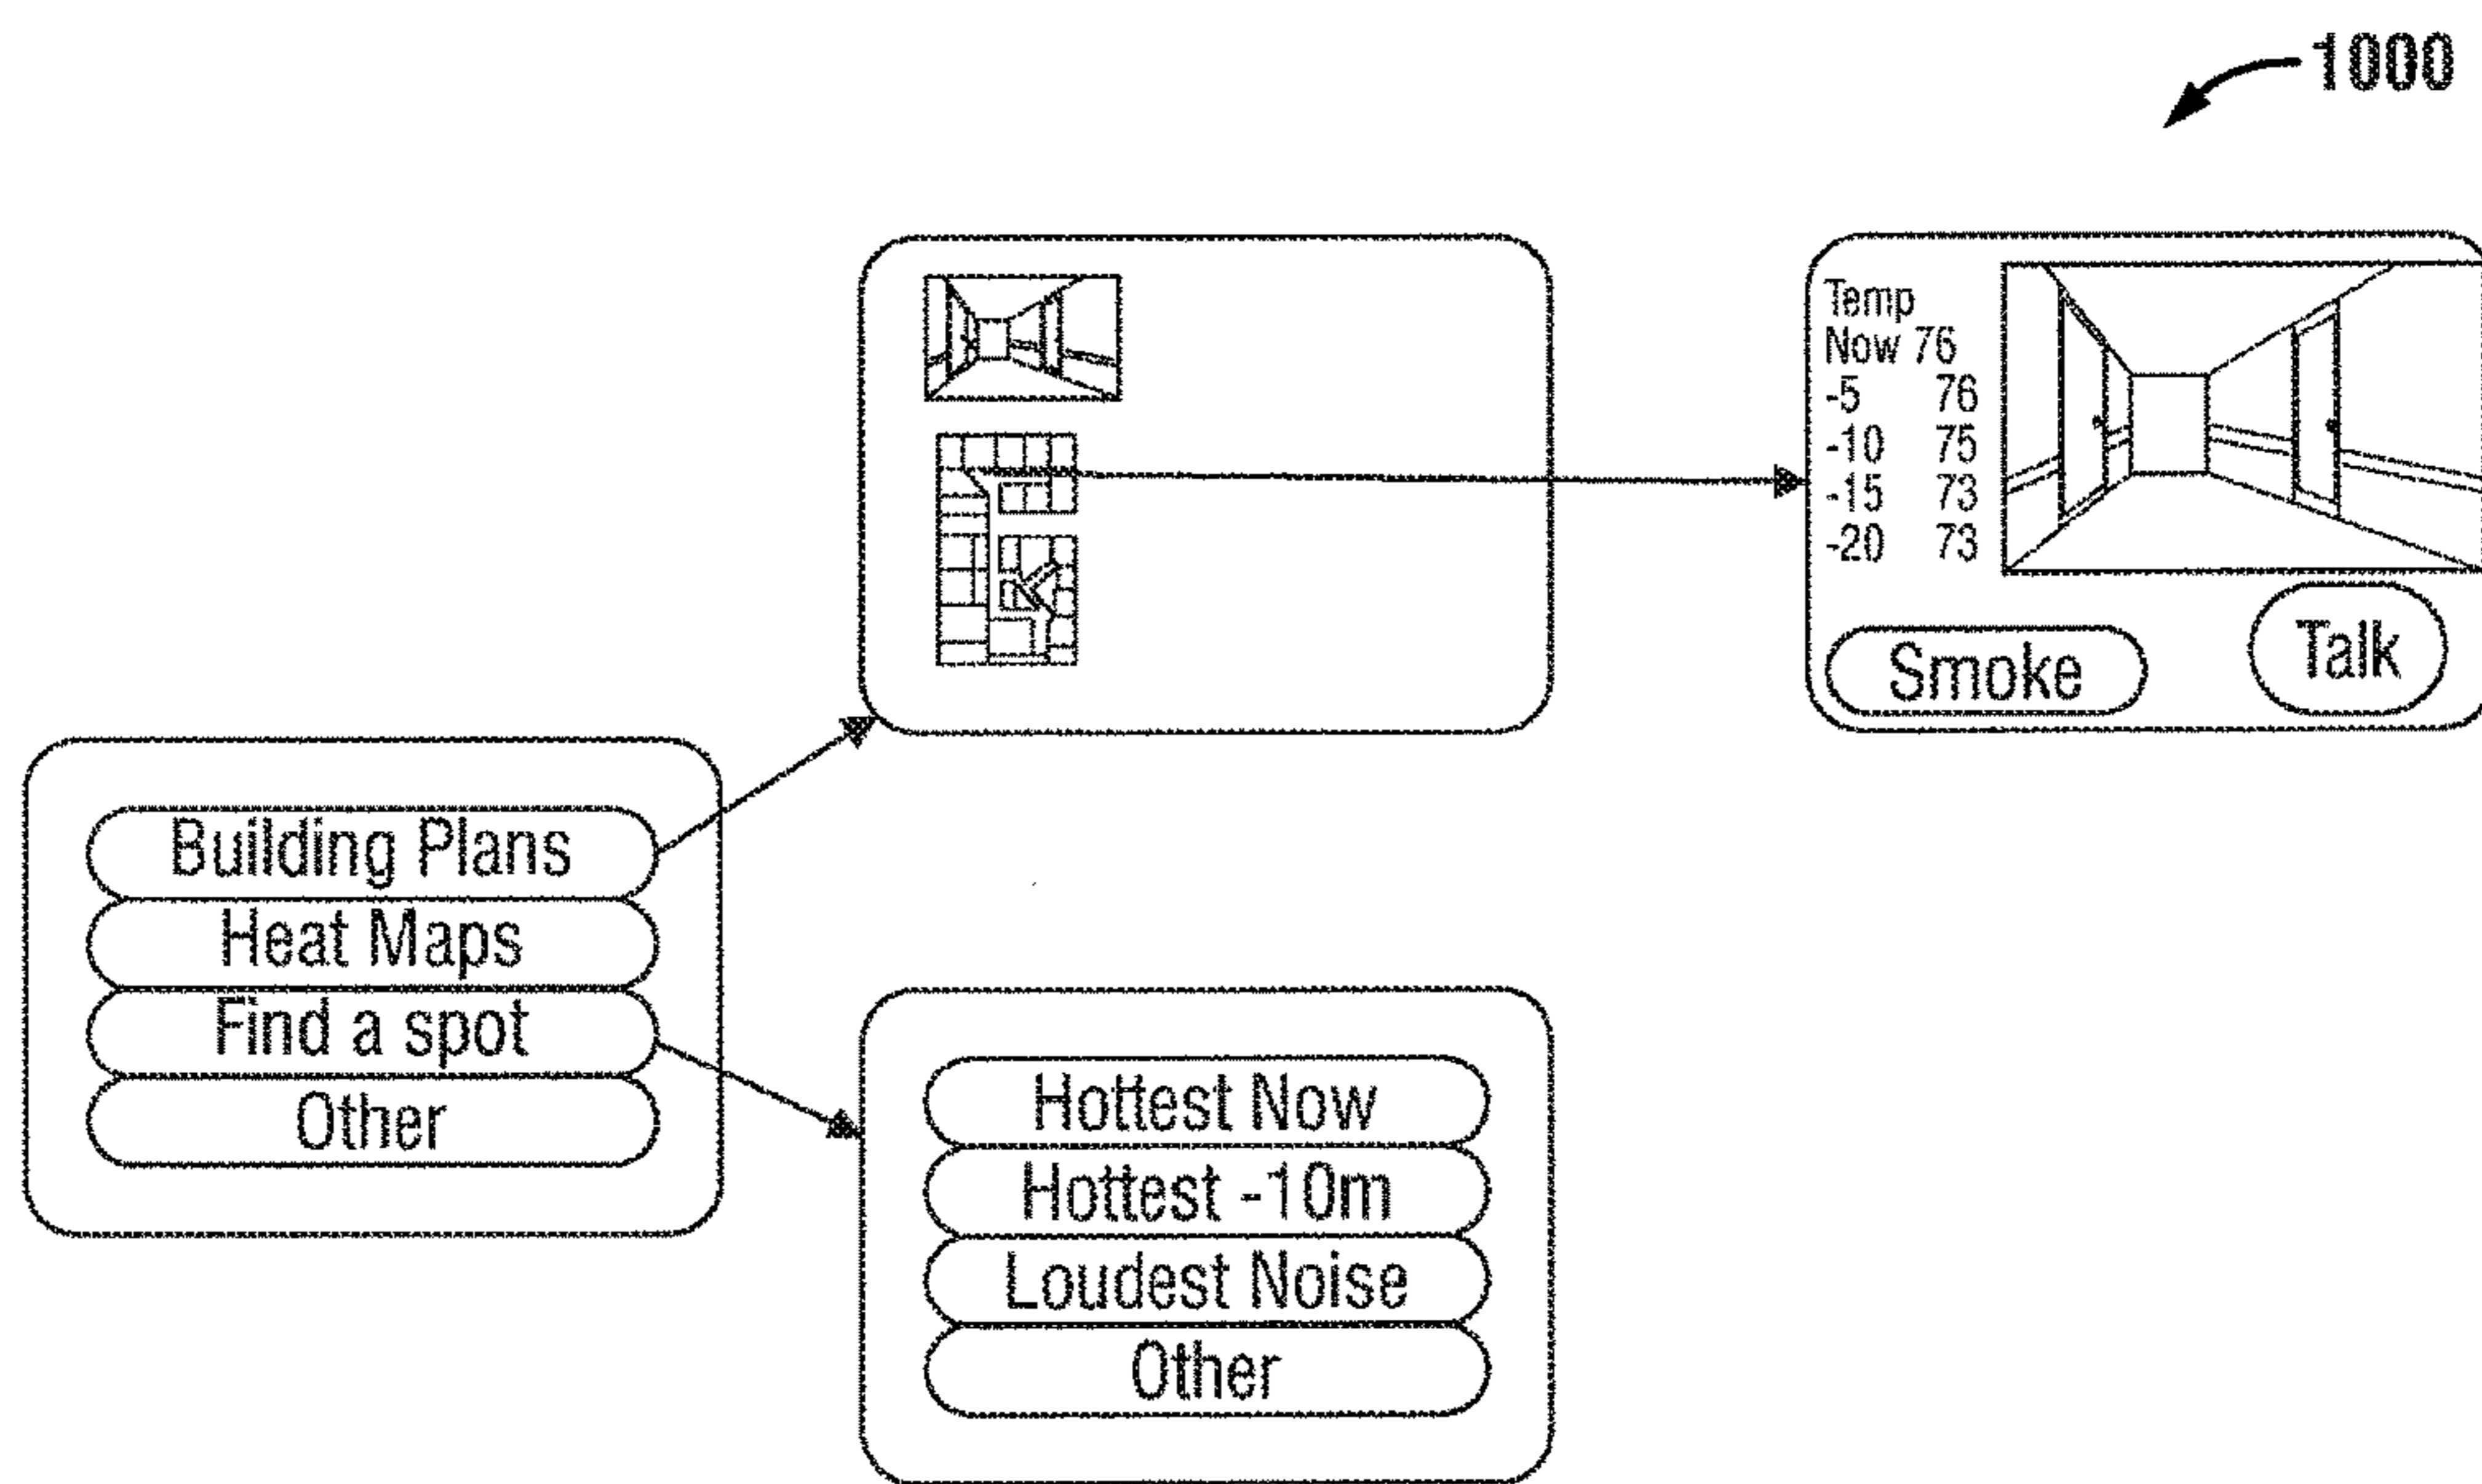 1000
Temp
Now 76
-5 76
-10 75
-15 73
-20 73
Smoke
Talk
Building Plans
Heat Maps
Find a spot
Other
Hottest Now
Hottest -10m
Loudest Noise
Other